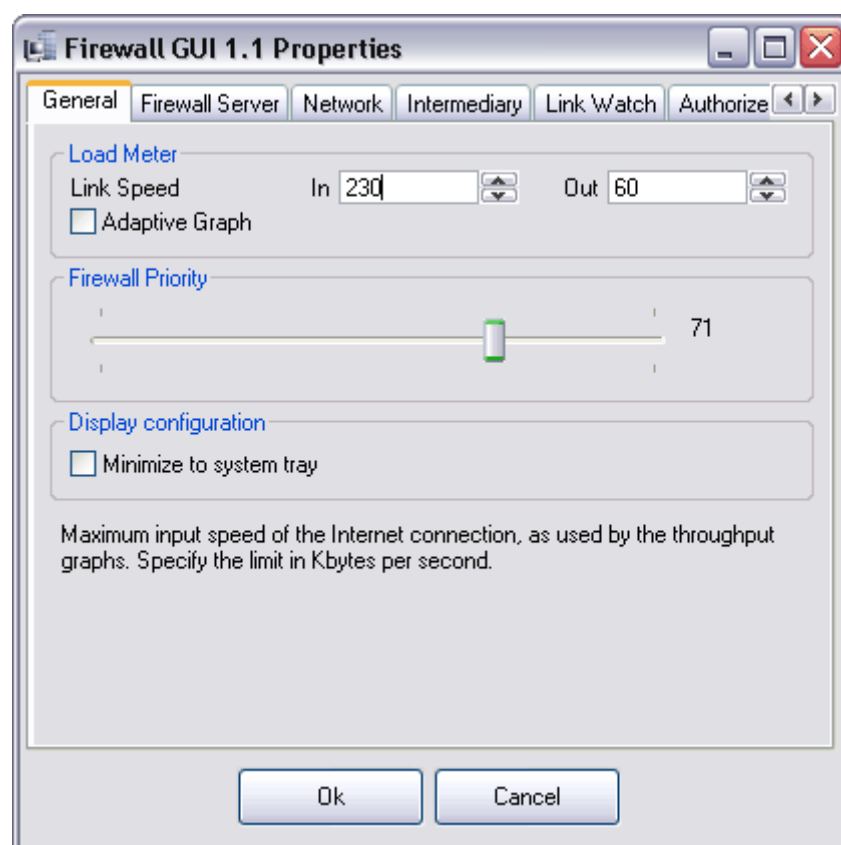 Firewall GUI 1.1 Properties
General Firewall Server Network Intermediary Link Watch Authorize
Load Meter
Link Speed In 230 Out 60
Adaptive Graph
Firewall Priority
71
Display configuration
Minimize to system tray
Maximum input speed of the Internet connection, as used by the throughput
graphs. Specify the limit in Kbytes per second.
Ok Cancel